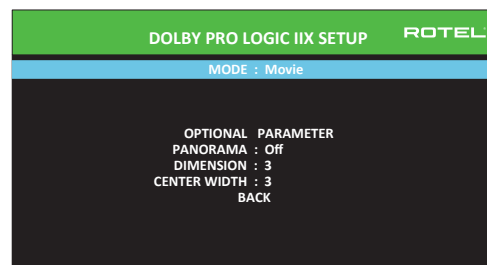 DOLBY PRO LOGIC IIX SETUP ROTEL
MODE : Movie
OPTIONAL PARAMETER
PANORAMA : Off
DIMENSION : 3
CENTER WIDTH : 3
BACK